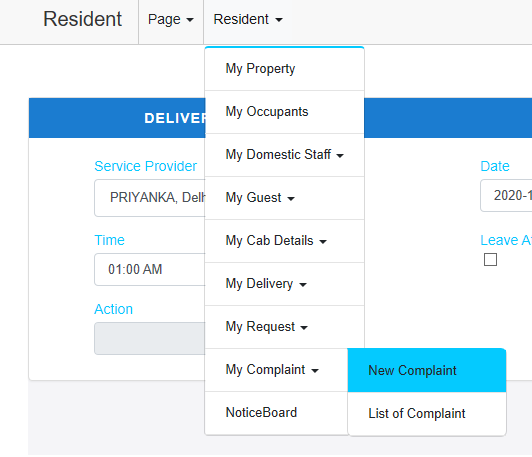 Resident Page Resident
My Property
DELIVER
My Occupants
Service Provider My Domestic Staff Date
PRIYANKA, Delh My Guest 2020-1
Time My Cab Details Leave A
01:00 AM My Delivery
Action My Request
My Complaint New Complaint
NoticeBoard List of Complaint